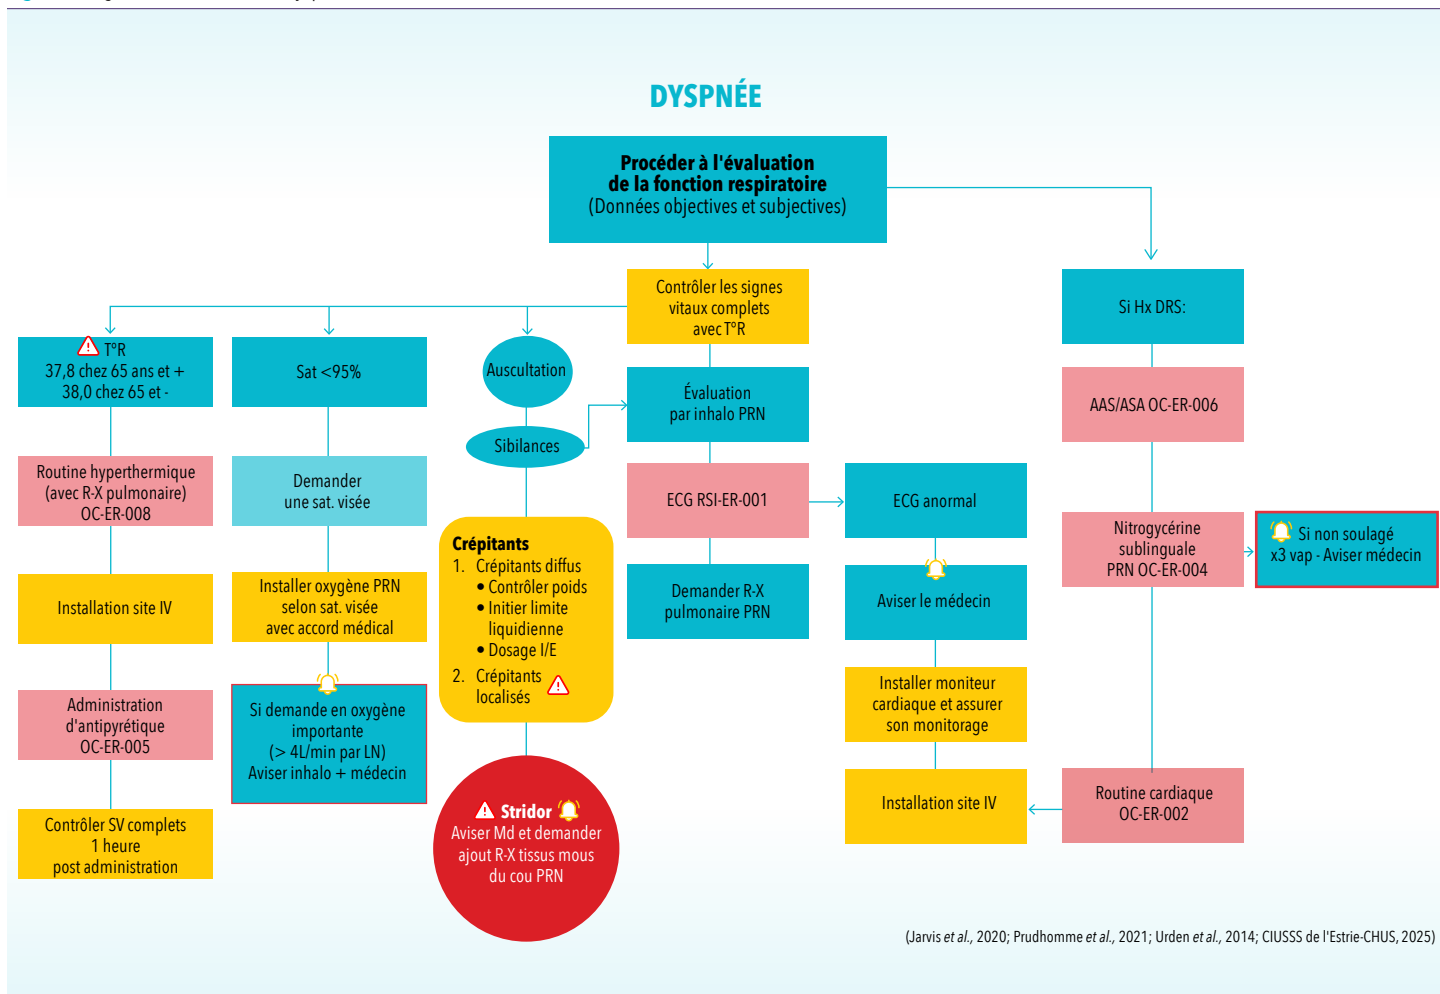 DYSPNÉE
Procéder à l'évaluation
de la fonction respiratoire
(Données objectives et subjectives)
Contrôler les signes
vitaux complets
avec T°R
Si Hx DRS:
T°R
37,8 chez 65 ans et +
38,0 chez 65 et -
Routine hyperthermique
(avec R-X pulmonaire)
OC-ER-008
Installation site IV
Administration
d'antipyrétique
OC-ER-005
Contrôler SV complets
1 heure
post administration
Sat <95%
Demander
une sat. visée
Installer oxygène PRN
selon sat. visée
avec accord médical
Si demande en oxygène
importante
(> 4L/min par LN)
Aviser inhalo + médecin
Auscultation
Sibilances
Crépitants
1. Crépitants diffus
• Contrôler poids
• Initier limite
liquidienne
• Dosage I/E
2. Crépitants
localisés
Stridor
Aviser Md et demander
ajout R-X tissus mous
du cou PRN
Évaluation
par inhalo PRN
ECG RSI-ER-001
Demander R-X
pulmonaire PRN
ECG anormal
Aviser le médecin
Installer moniteur
cardiaque et assurer
son monitorage
Installation site IV
AAS/ASA OC-ER-006
Nitrogycérine
sublinguale
PRN OC-ER-004
Si non soulagé
x3 vap - Aviser médecin
Routine cardiaque
OC-ER-002
(Jarvis et al., 2020; Prudhomme et al., 2021; Urden et al., 2014; CIUSSS de l'Estrie-CHUS, 2025)